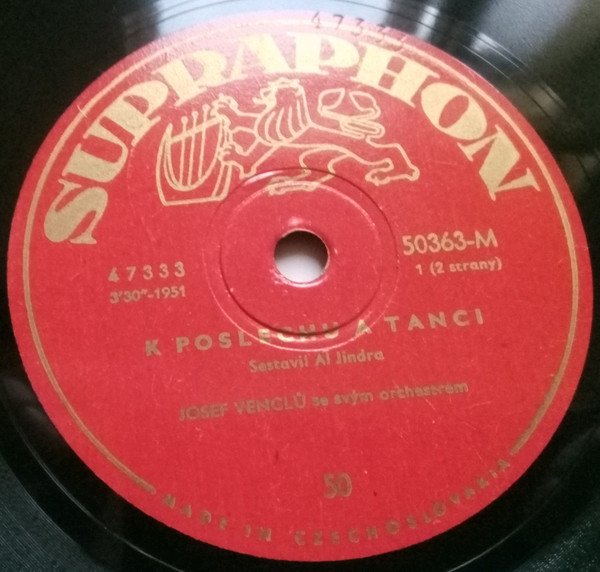 47333
SUPRAPHON
50363-M
1 (2 strany)
47333
3'30"-1951
K POSLECHU A TANCI
Sestavil Al Jindra
JOSEF VENCLŮ se svým orchestrem
50
MADE IN CZECHOSLOVAKIA